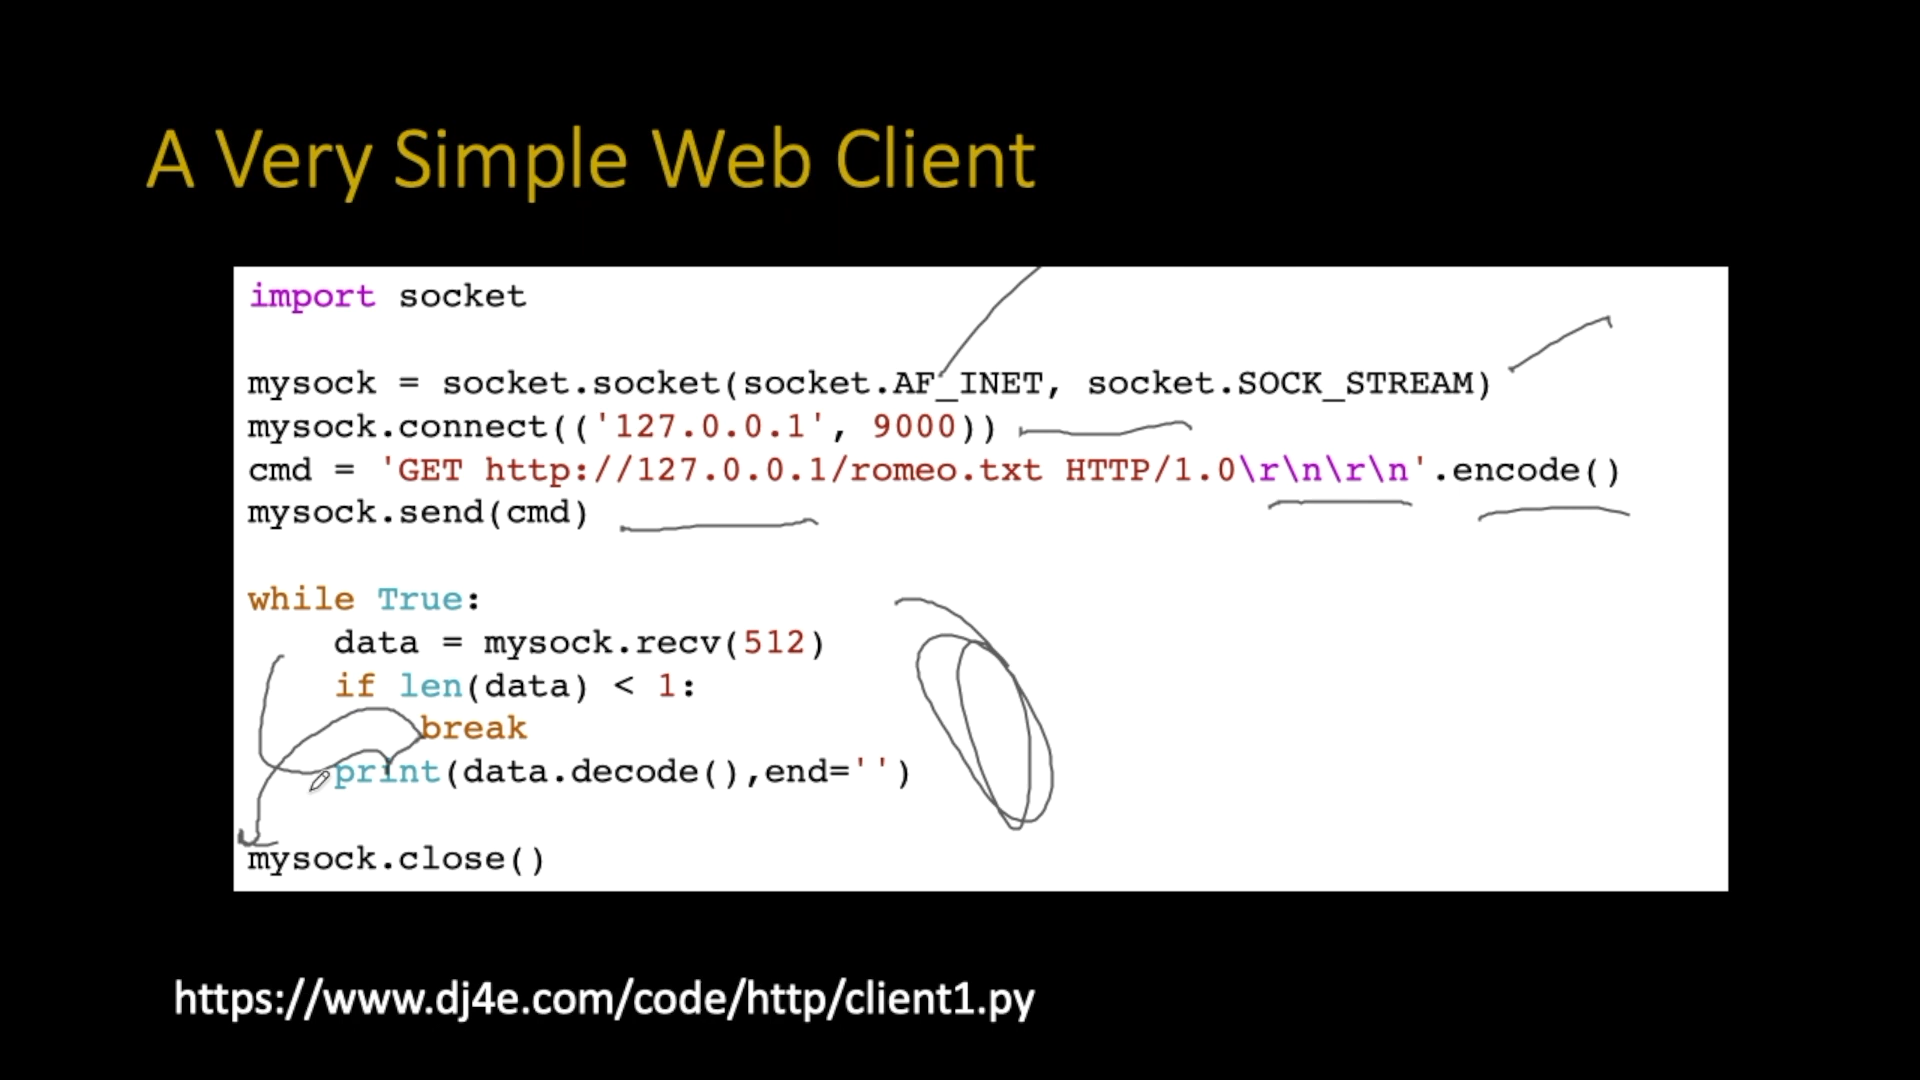 A Very Simple Web Client
import socket
mysock = socket.socket(socket.AF_INET, socket.SOCK_STREAM)
mysock.connect(('127.0.0.1', 9000))
cmd = 'GET http://127.0.0.1/romeo.txt HTTP/1.0\r\n\r\n'.encode()
mysock.send(cmd)
while True:
    data = mysock.recv(512)
    if len(data) < 1:
        break
    print(data.decode(),end='')
mysock.close()
https://www.dj4e.com/code/http/client1.py